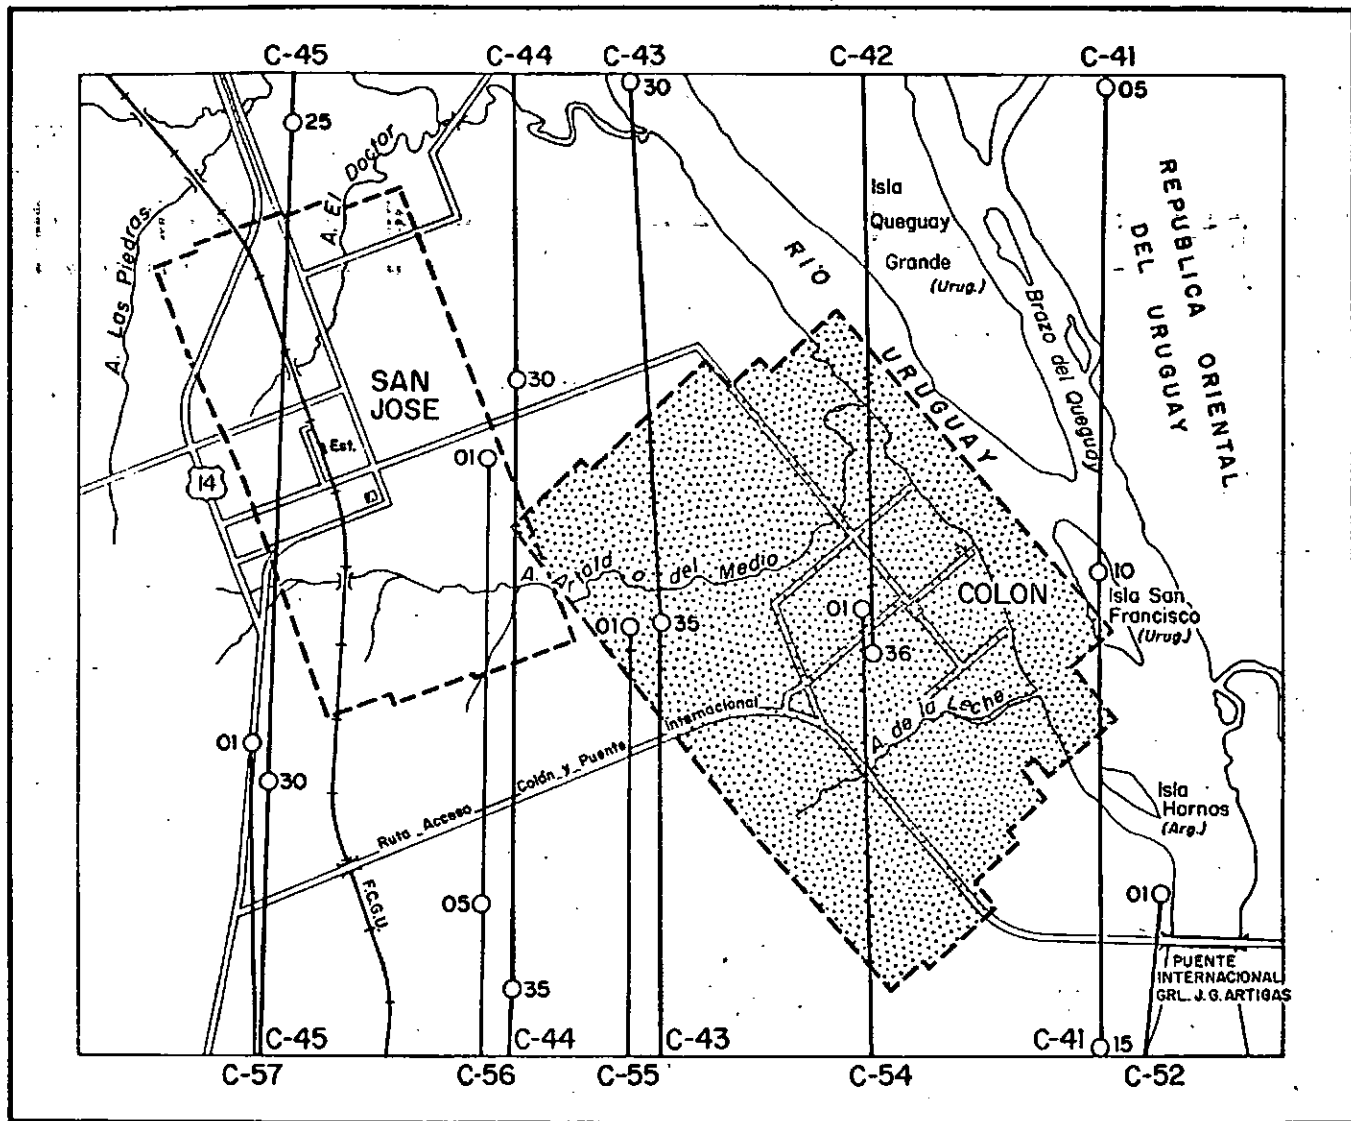 C-45
C-44
C-43
C-42
C-41
25
30
05
A. Las Piedras
A. El Doctor
Isla
Queguay
Grande
(Urug.)
RIO
URUGUAY
Brazo del Queguay
REPUBLICA ORIENTAL
DEL URUGUAY
SAN
JOSE
30
Est.
14
01
A. Artalaz o del Medio
COLON
10
Isla San
Francisco
(Urug.)
01
35
01
36
A. de la Leche
01
30
Ruta Acceso Colón y Puente Internacional
Isla
Hornos
(Arg.)
F.C.G.U.
05
01
35
PUENTE
INTERNACIONAL
GRL. J. G. ARTIGAS
C-45
C-44
C-43
C-41
15
C-57
C-56
C-55
C-54
C-52